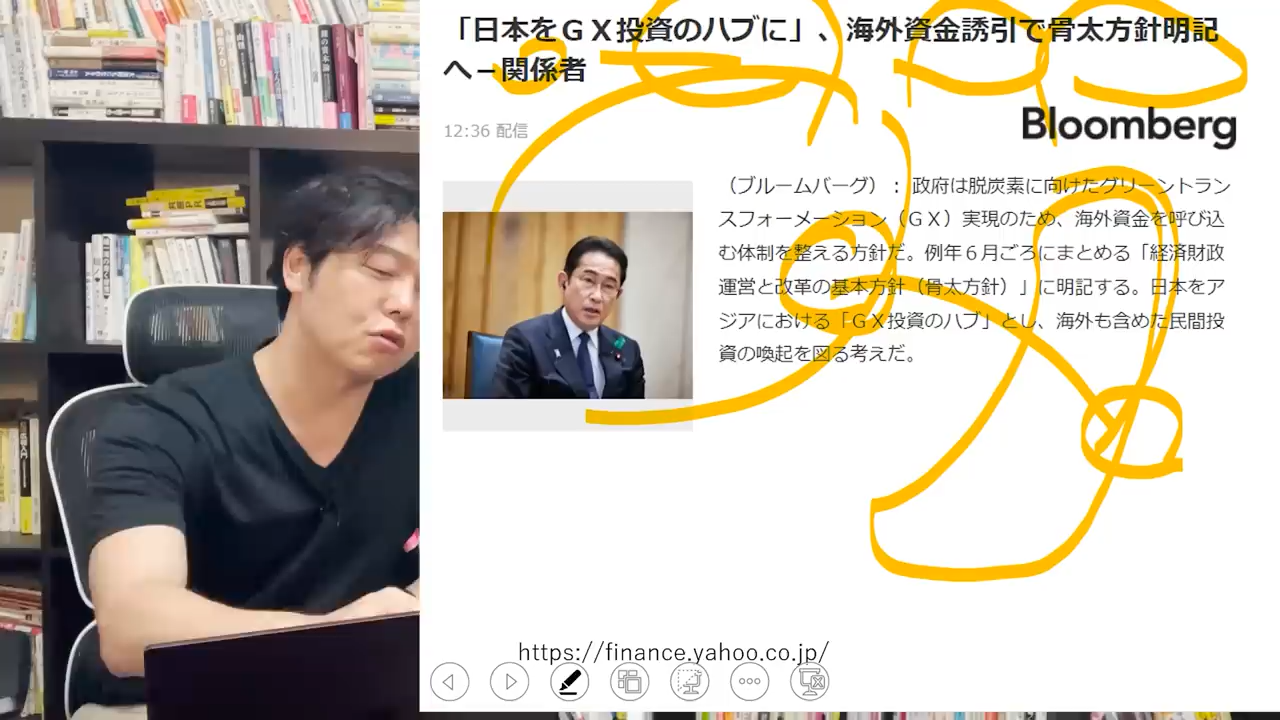 「日本をＧＸ投資のハブに」、海外資金誘引で骨太方針明記
へ－関係者
12:36 配信
Bloomberg
（ブルームバーグ）： 政府は脱炭素に向けたグリーントラン
スフォーメーション（ＧＸ）実現のため、海外資金を呼び込
む体制を整える方針だ。例年６月ごろにまとめる「経済財政
運営と改革の基本方針（骨太方針）」に明記する。日本をア
ジアにおける「ＧＸ投資のハブ」とし、海外も含めた民間投
資の喚起を図る考えだ。
https://finance.yahoo.co.jp/